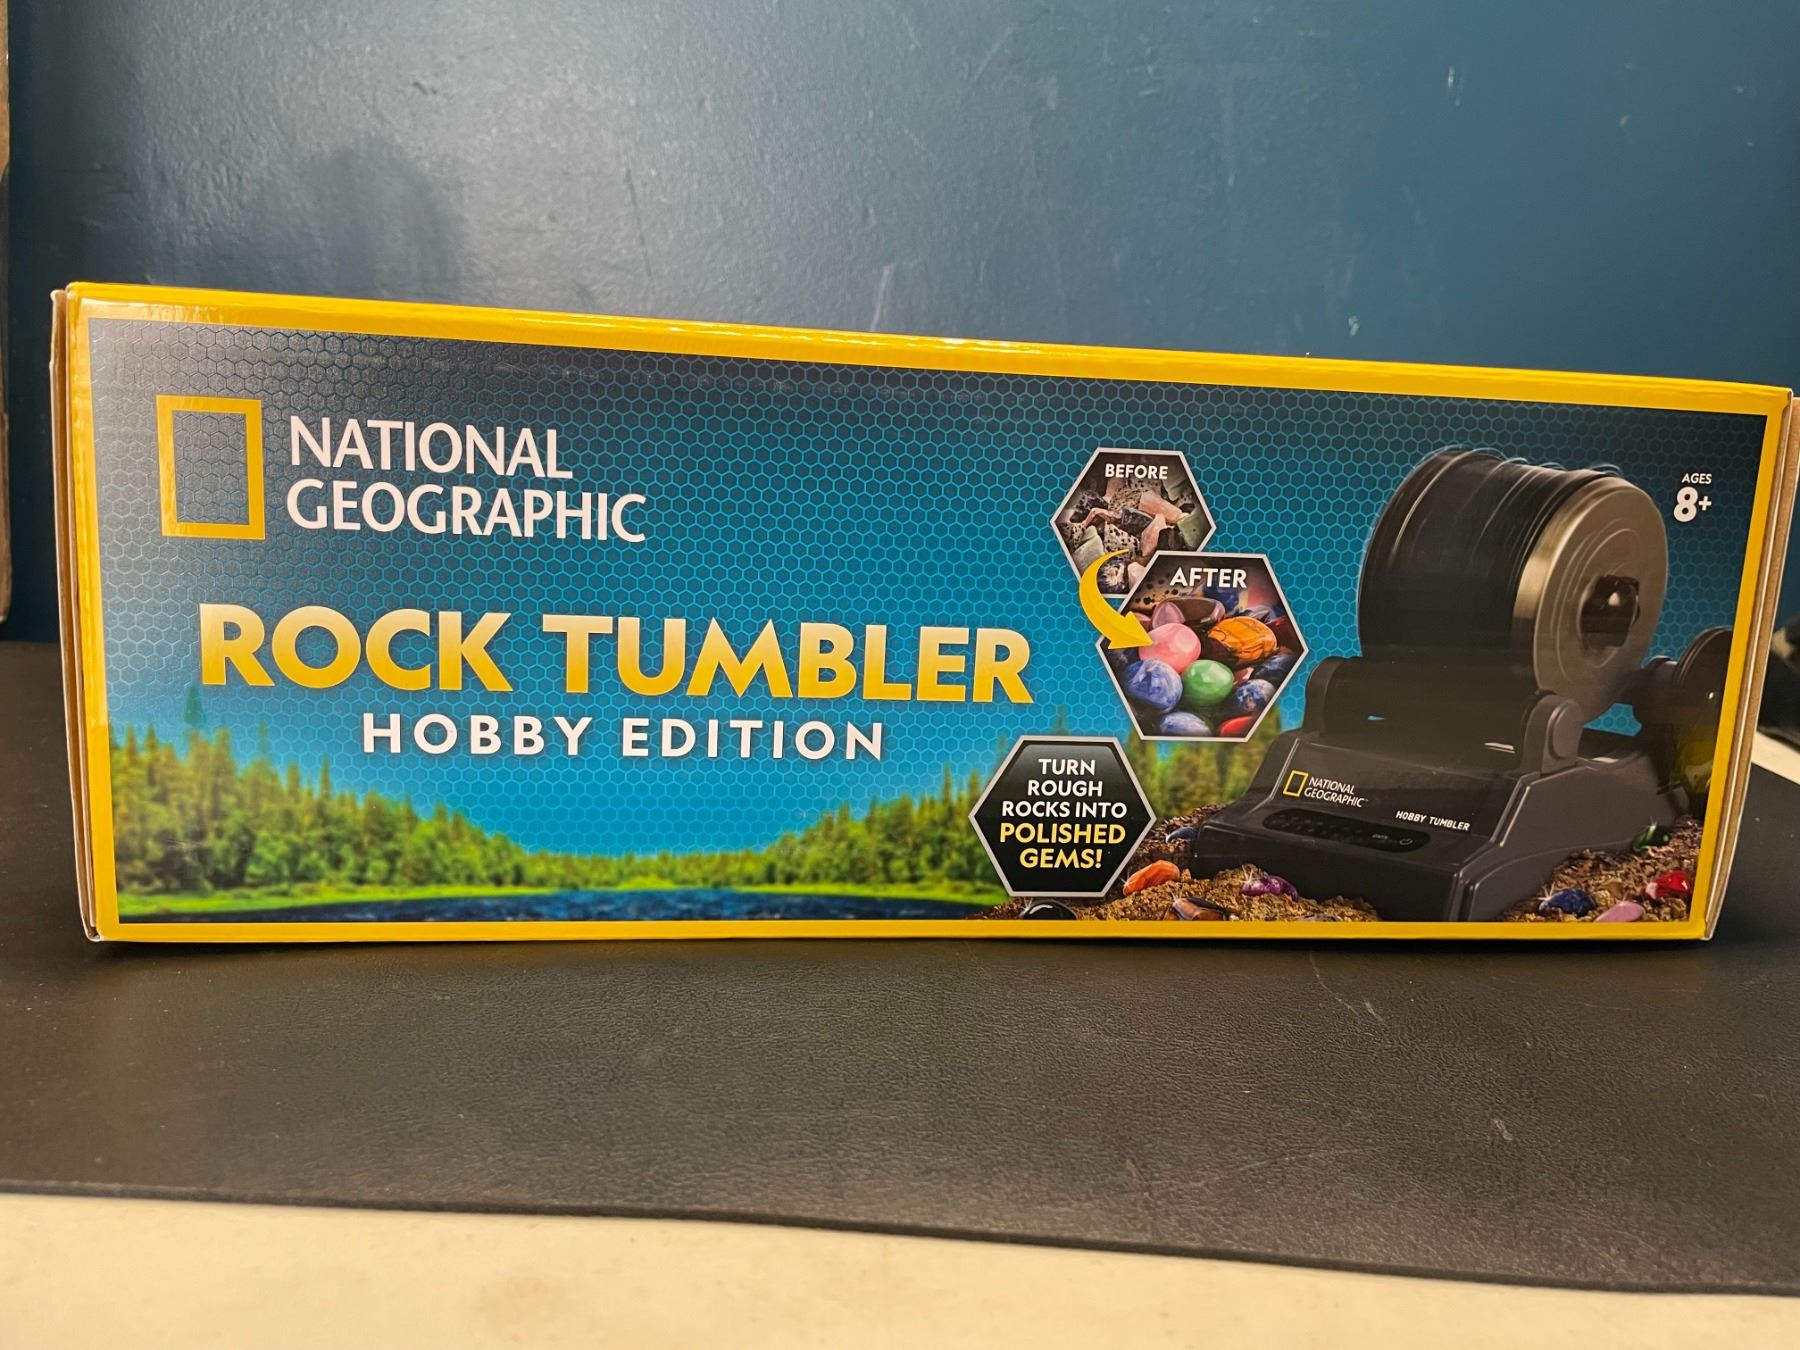 NATIONAL
GEOGRAPHIC
ROCK TUMBLER
HOBBY EDITION
BEFORE
AFTER
TURN
ROUGH
ROCKS INTO
POLISHED
GEMS!
AGES
8+
NATIONAL
GEOGRAPHIC
HOBBY TUMBLER